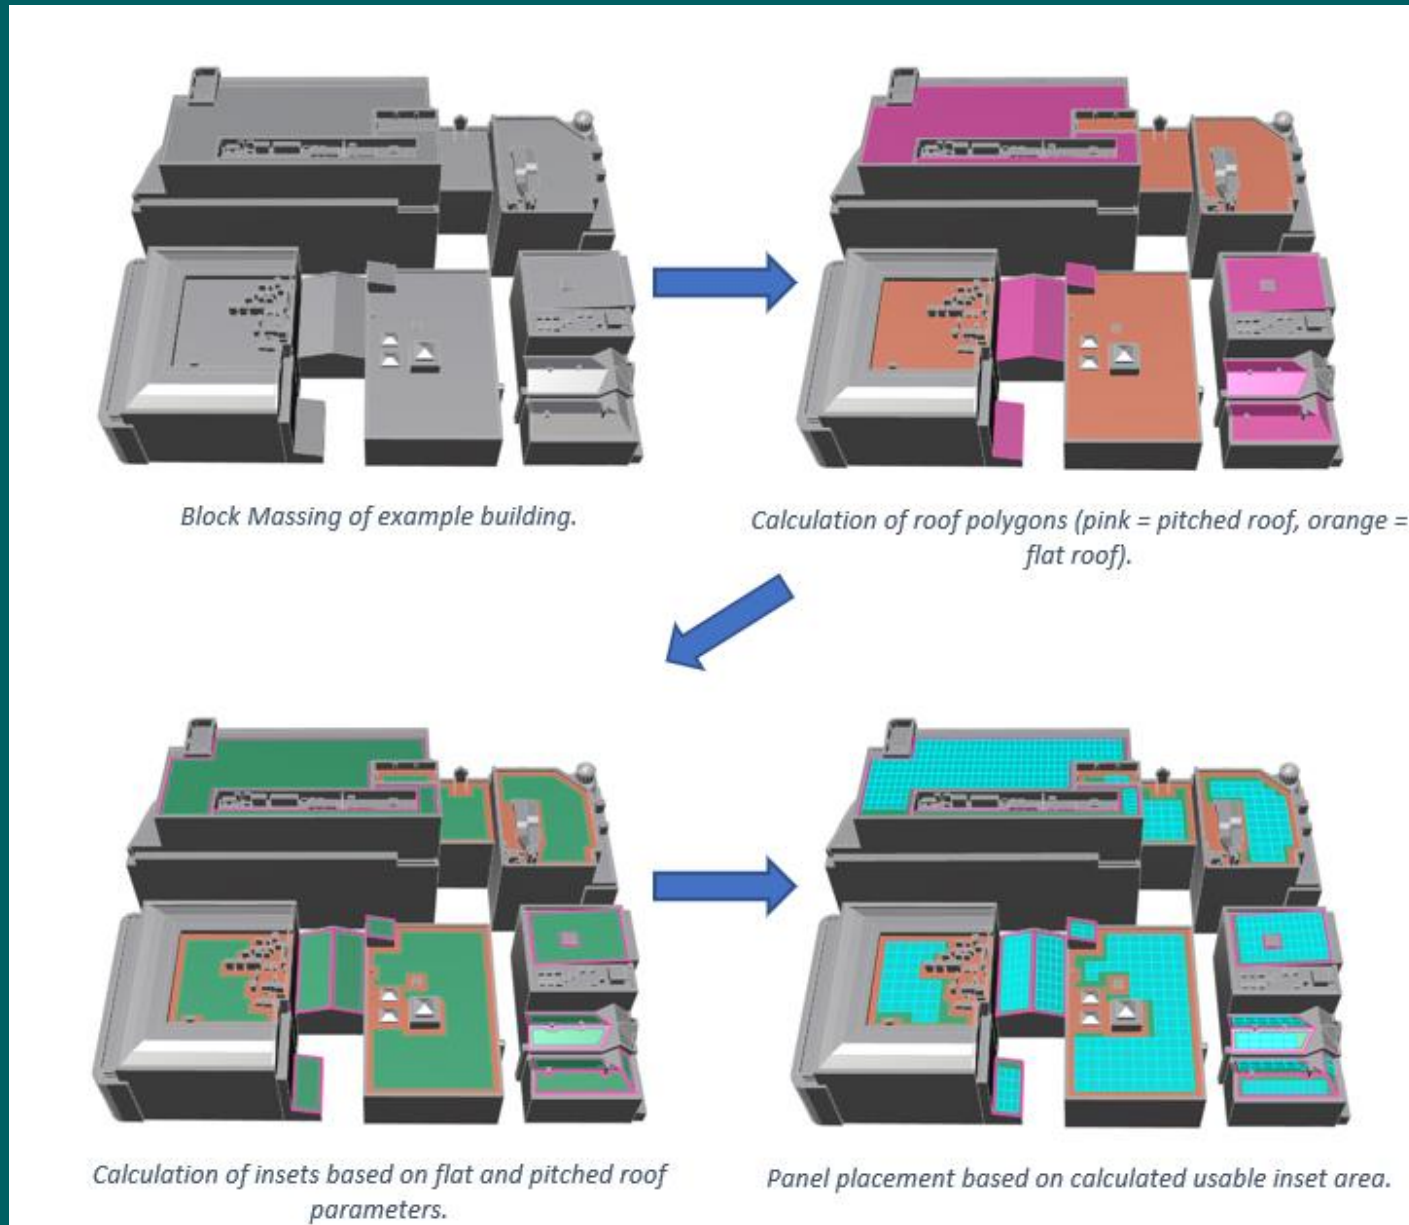 Block Massing of example building.
Calculation of roof polygons (pink = pitched roof, orange =
flat roof).
Calculation of insets based on flat and pitched roof
parameters.
Panel placement based on calculated usable inset area.